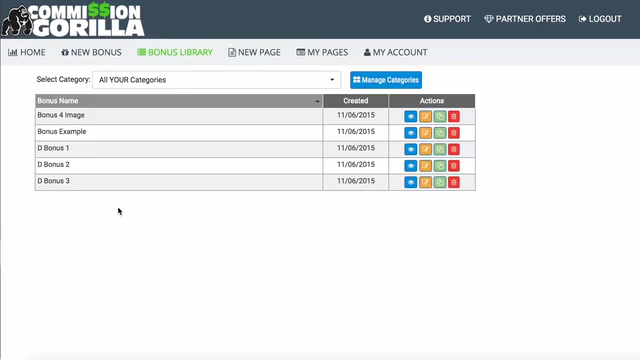 COMMI$$ION
GORILLA
SUPPORT PARTNER OFFERS LOGOUT
HOME NEW BONUS BONUS LIBRARY NEW PAGE MY PAGES MY ACCOUNT
Select Category: All YOUR Categories Manage Categories
Bonus Name Created Actions
Bonus 4 Image 11/06/2015
Bonus Example 11/06/2015
D Bonus 1 11/06/2015
D Bonus 2 11/06/2015
D Bonus 3 11/06/2015